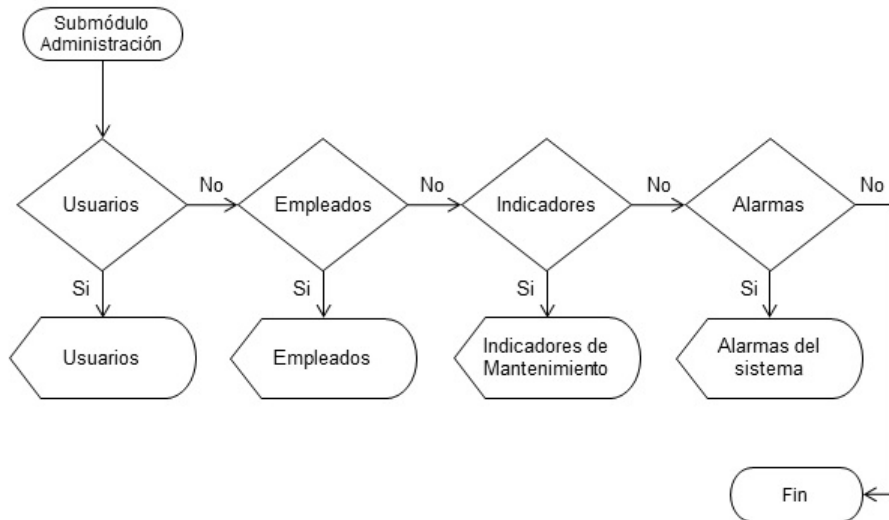 Submódulo
Administración
Usuarios
No
Empleados
No
Indicadores
No
Alarmas
No
Si
Si
Si
Si
Usuarios
Empleados
Indicadores de
Mantenimiento
Alarmas del
sistema
Fin